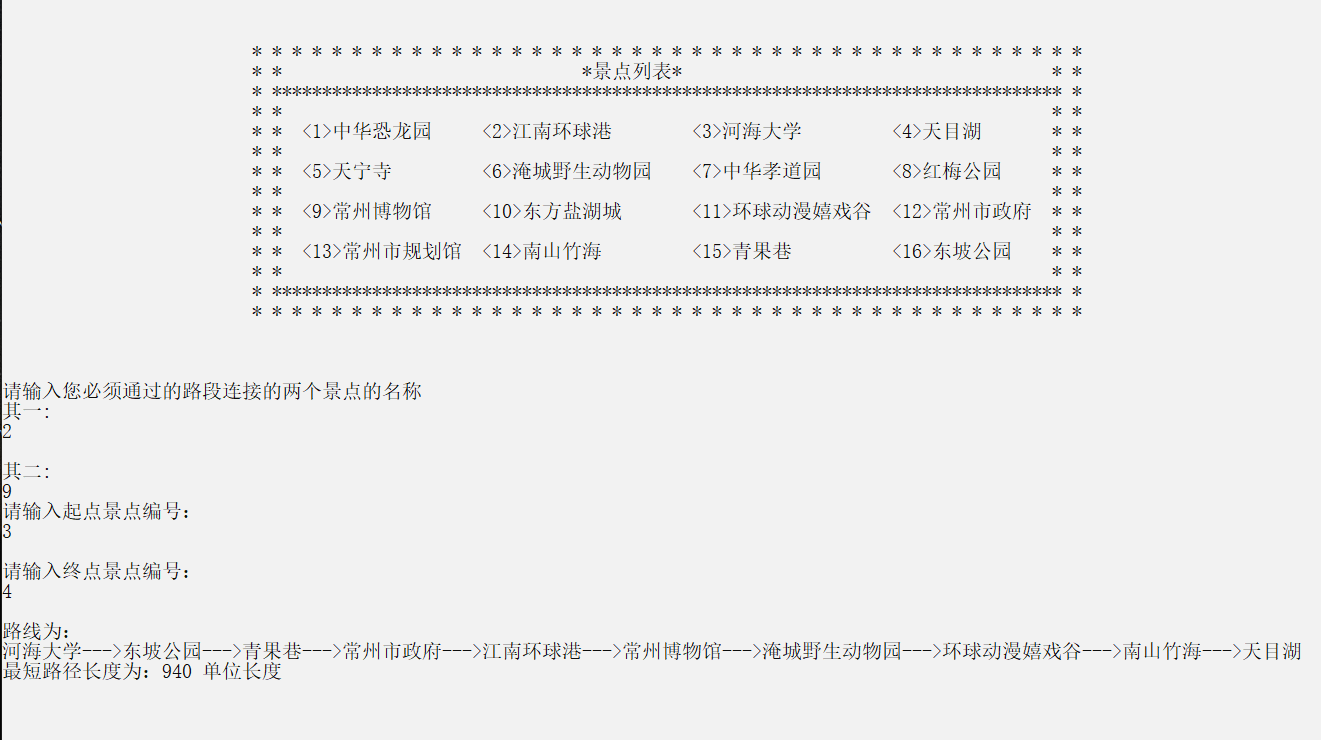 * * * * * * * * * * * * * * * * * * * * * * * * * * * * * * * * * * * * * * * * * *
* * *景点列表* * *
* ******************************************************************************* *
* * * *
* * <1>中华恐龙园 <2>江南环球港 <3>河海大学 <4>天目湖 * *
* * * *
* * <5>天宁寺 <6>淹城野生动物园 <7>中华孝道园 <8>红梅公园 * *
* * * *
* * <9>常州博物馆 <10>东方盐湖城 <11>环球动漫嬉戏谷 <12>常州市政府 * *
* * * *
* * <13>常州市规划馆 <14>南山竹海 <15>青果巷 <16>东坡公园 * *
* * * *
* ******************************************************************************* *
* * * * * * * * * * * * * * * * * * * * * * * * * * * * * * * * * * * * * * * * * *
请输入您必须通过的路段连接的两个景点的名称
其一:
2
其二:
9
请输入起点景点编号:
3
请输入终点景点编号:
4
路线为:
河海大学--->东坡公园--->青果巷--->常州市政府--->江南环球港--->常州博物馆--->淹城野生动物园--->环球动漫嬉戏谷--->南山竹海--->天目湖
最短路径长度为: 940 单位长度